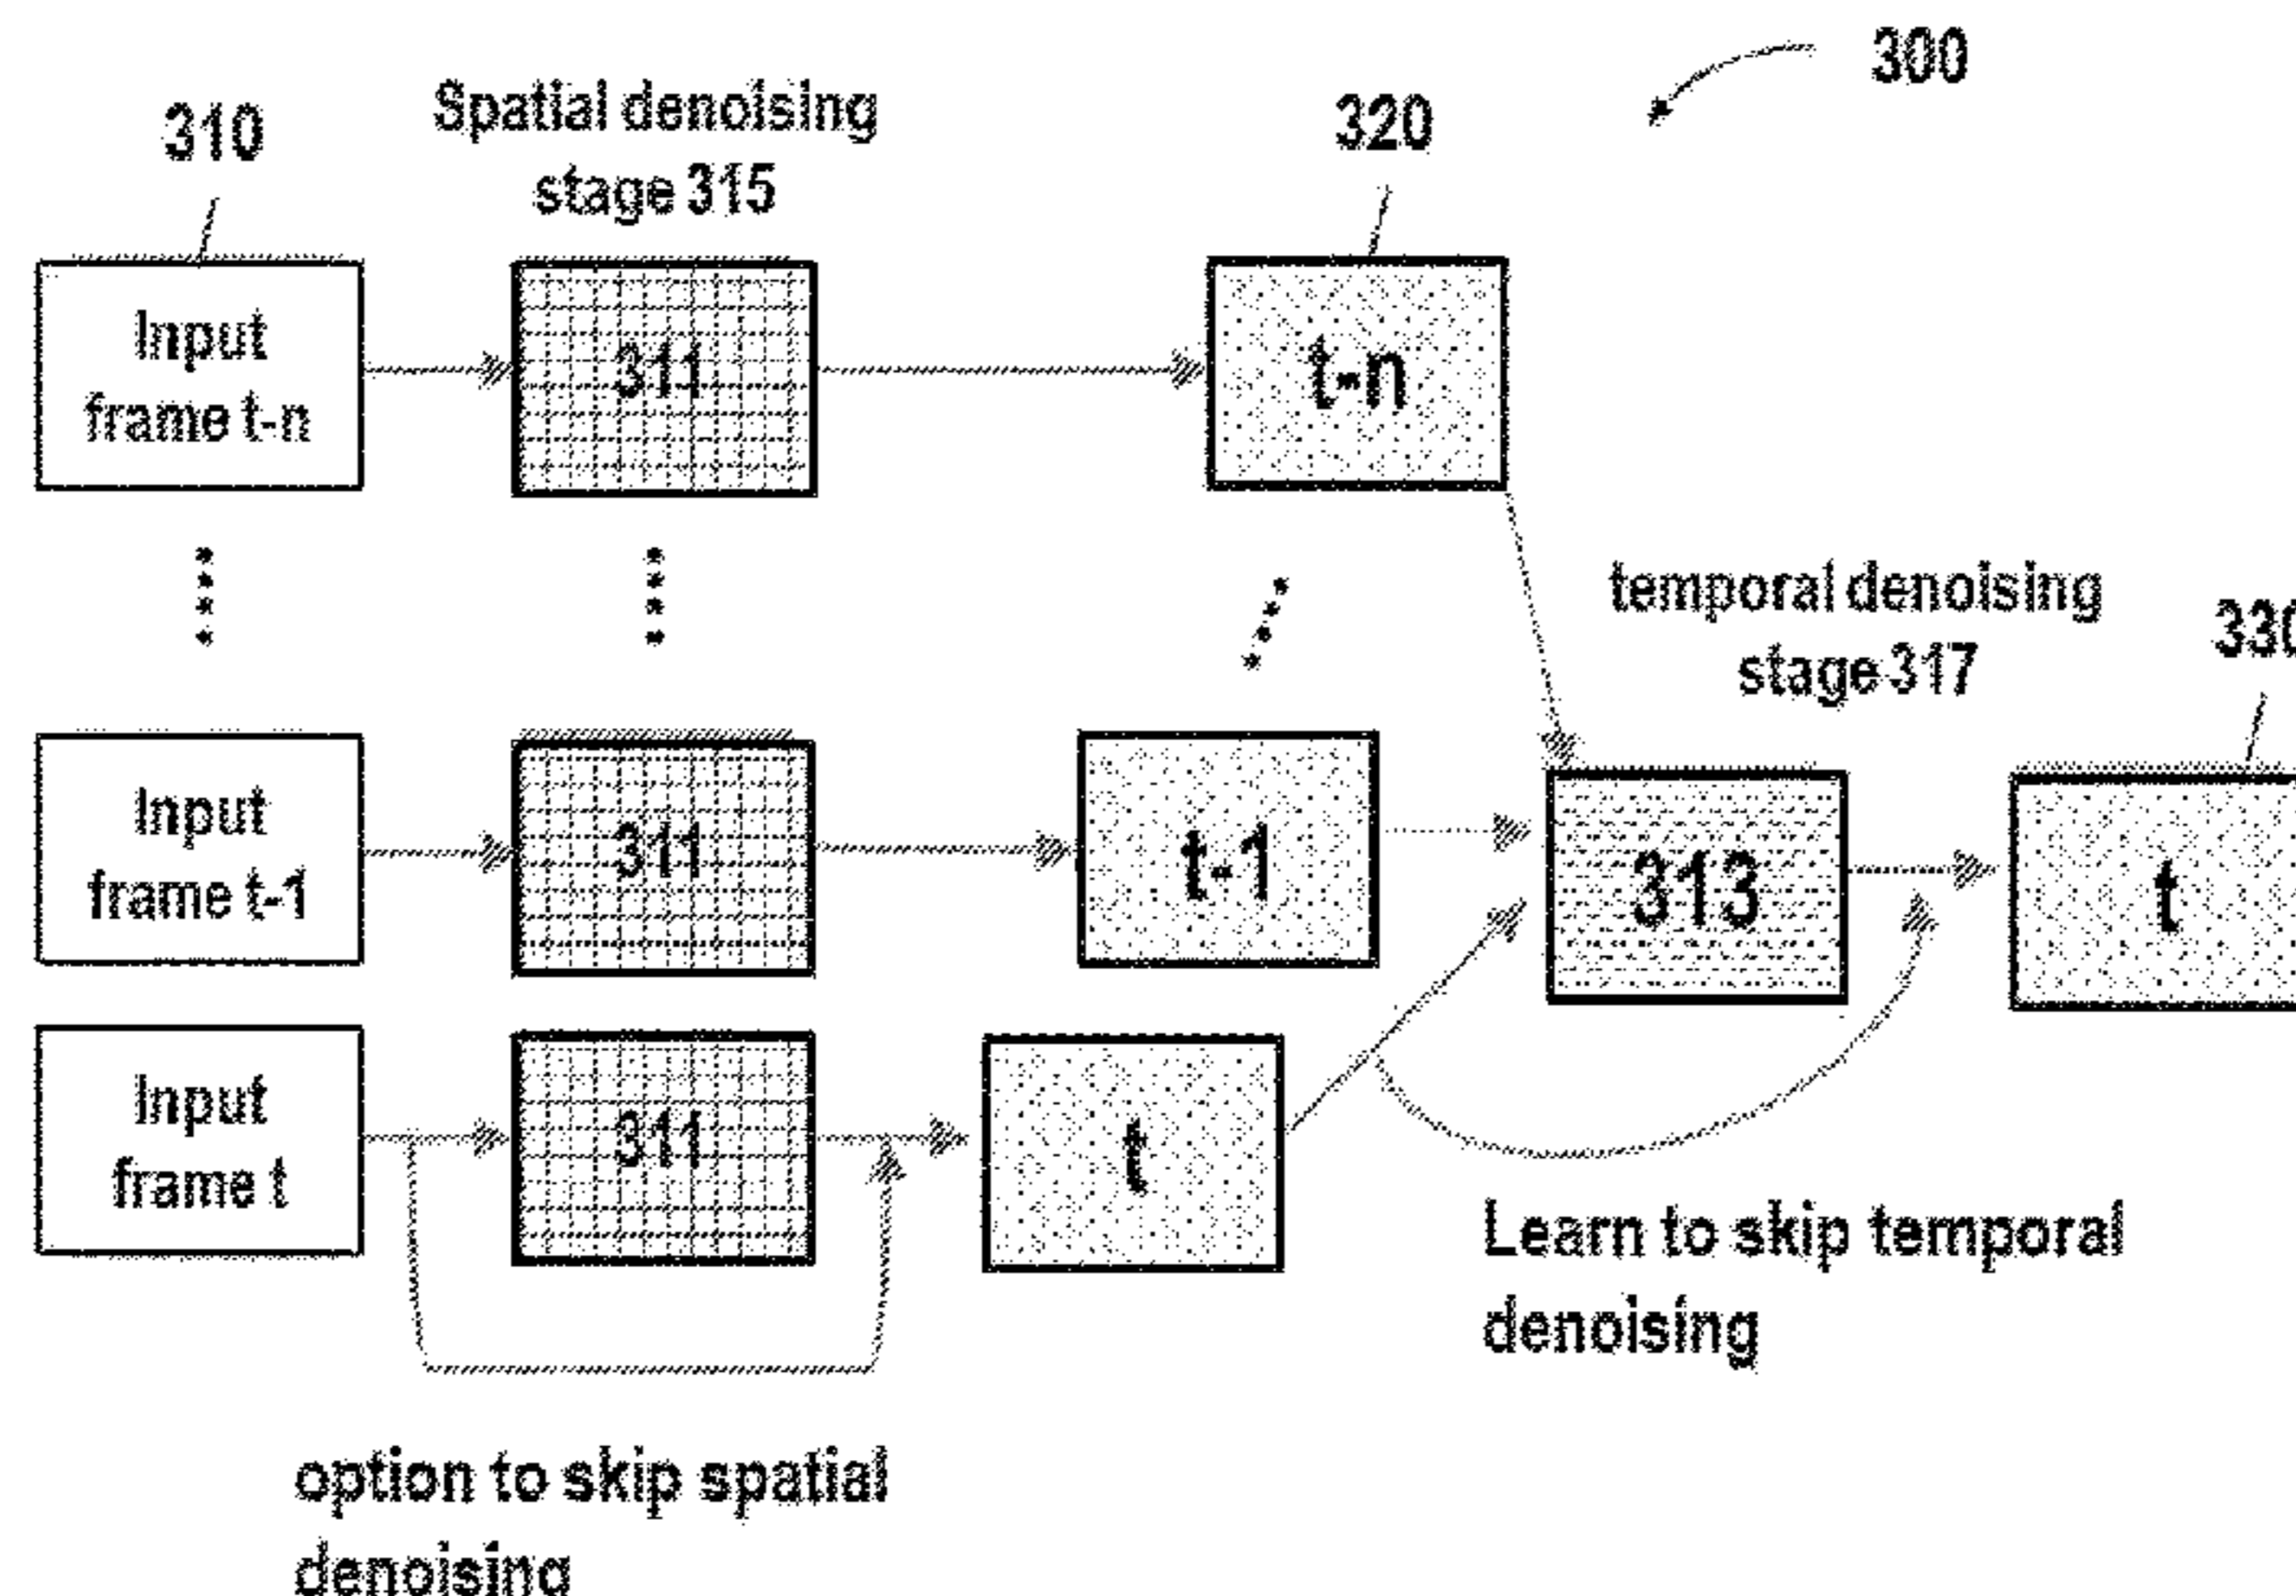 300
310
Spatial denoising
stage 315
320
Input
frame t-n
311
t-n
temporal denoising
stage 317
330
Input
frame t-1
311
t-1
313
t
Input
frame t
311
t
Learn to skip temporal
denoising
option to skip spatial
denoising